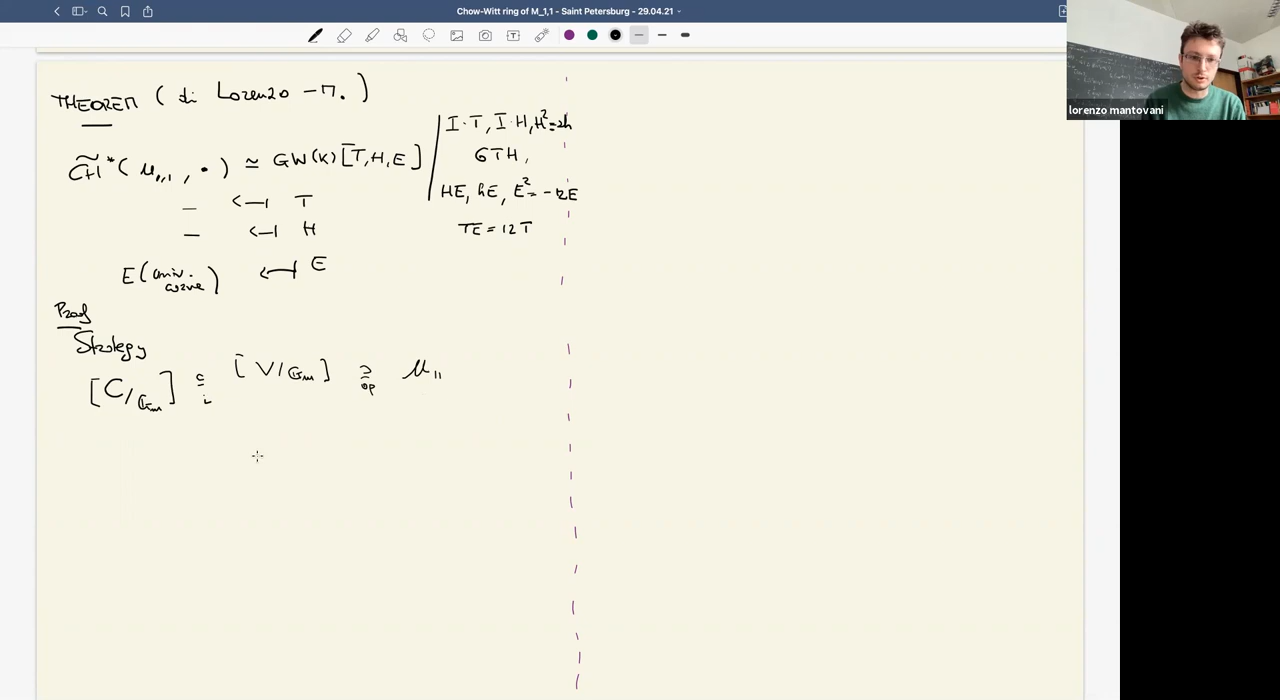 Chow-Witt ring of M_1,1 - Saint Petersburg - 29.04.21
lorenzo mantovani
THEOREM ( di Lorenzo - M. )
C̃H*( M₁,₁ , • ) ≃ GW(k)[T,H,E] / I·T, I·H, H²=2h
6TH,
HE, hE, E²=-12E
TE = 12T
– ↤ T
– ↤ H
E(univ. curve) ↤ E
Proof
Strategy
[C/𝔾m] ⊆ᵢ [V/𝔾m] ⊇ₒₚ M₁₁